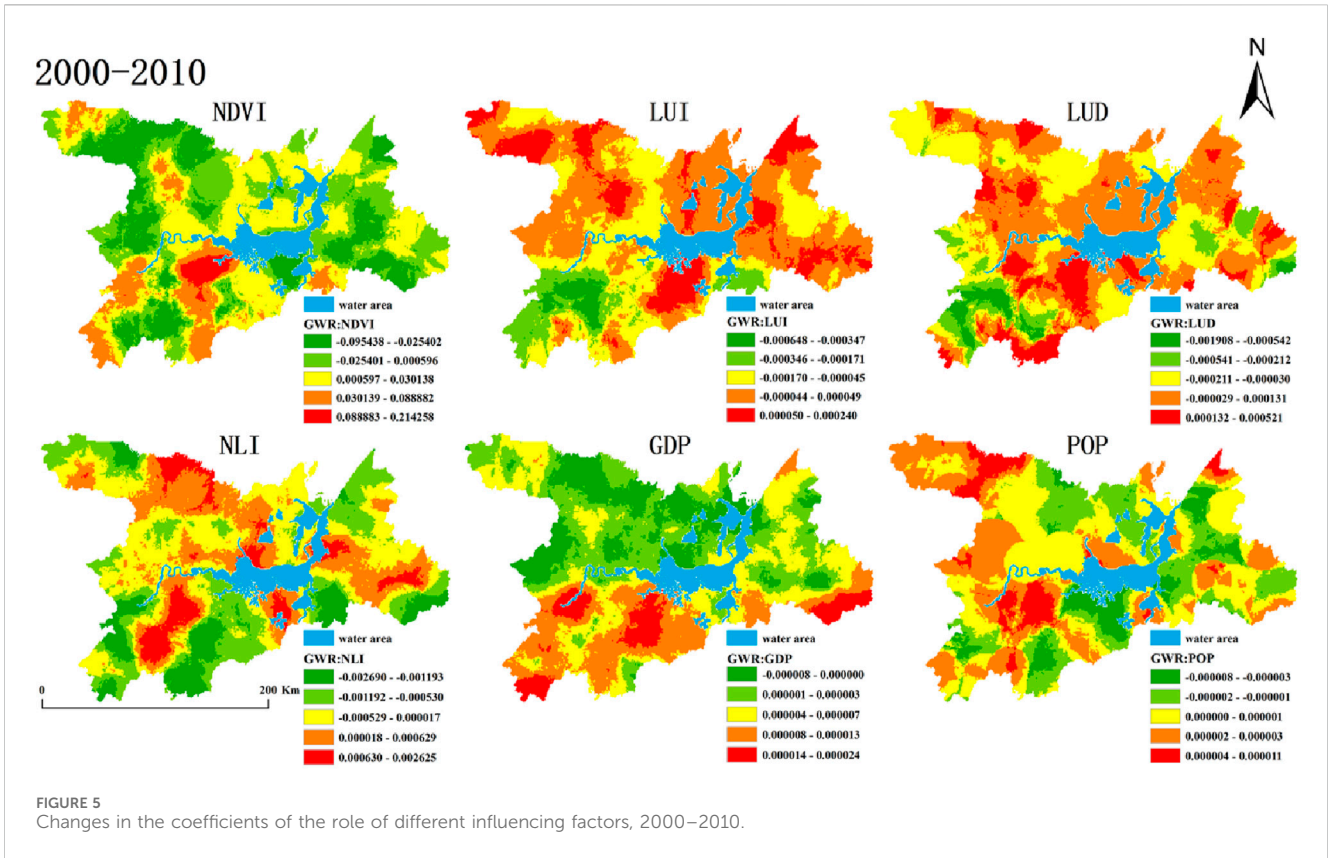 N
2000-2010
NDVI
LUI
LUD
water area
GWR:NDVI
-0.095438 - -0.025402
-0.025401 - 0.000596
0.000597 - 0.030138
0.030139 - 0.088882
0.088883 - 0.214258
water area
GWR:LUI
-0.000648 - -0.000347
-0.000346 - -0.000171
-0.000170 - -0.000045
-0.000044 - 0.000049
0.000050 - 0.000240
water area
GWR:LUD
-0.001908 - -0.000542
-0.000541 - -0.000212
-0.000211 - -0.000030
-0.000029 - 0.000131
0.000132 - 0.000521
NLI
GDP
POP
water area
GWR:NLI
-0.002690 - -0.001193
-0.001192 - -0.000530
-0.000529 - 0.000017
0.000018 - 0.000629
0.000630 - 0.002625
0
200 Km
water area
GWR:GDP
-0.000008 - 0.000000
0.000001 - 0.000003
0.000004 - 0.000007
0.000008 - 0.000013
0.000014 - 0.000024
water area
GWR:POP
-0.000008 - -0.000003
-0.000002 - -0.000001
0.000000 - 0.000001
0.000002 - 0.000003
0.000004 - 0.000011
FIGURE 5
Changes in the coefficients of the role of different influencing factors, 2000–2010.